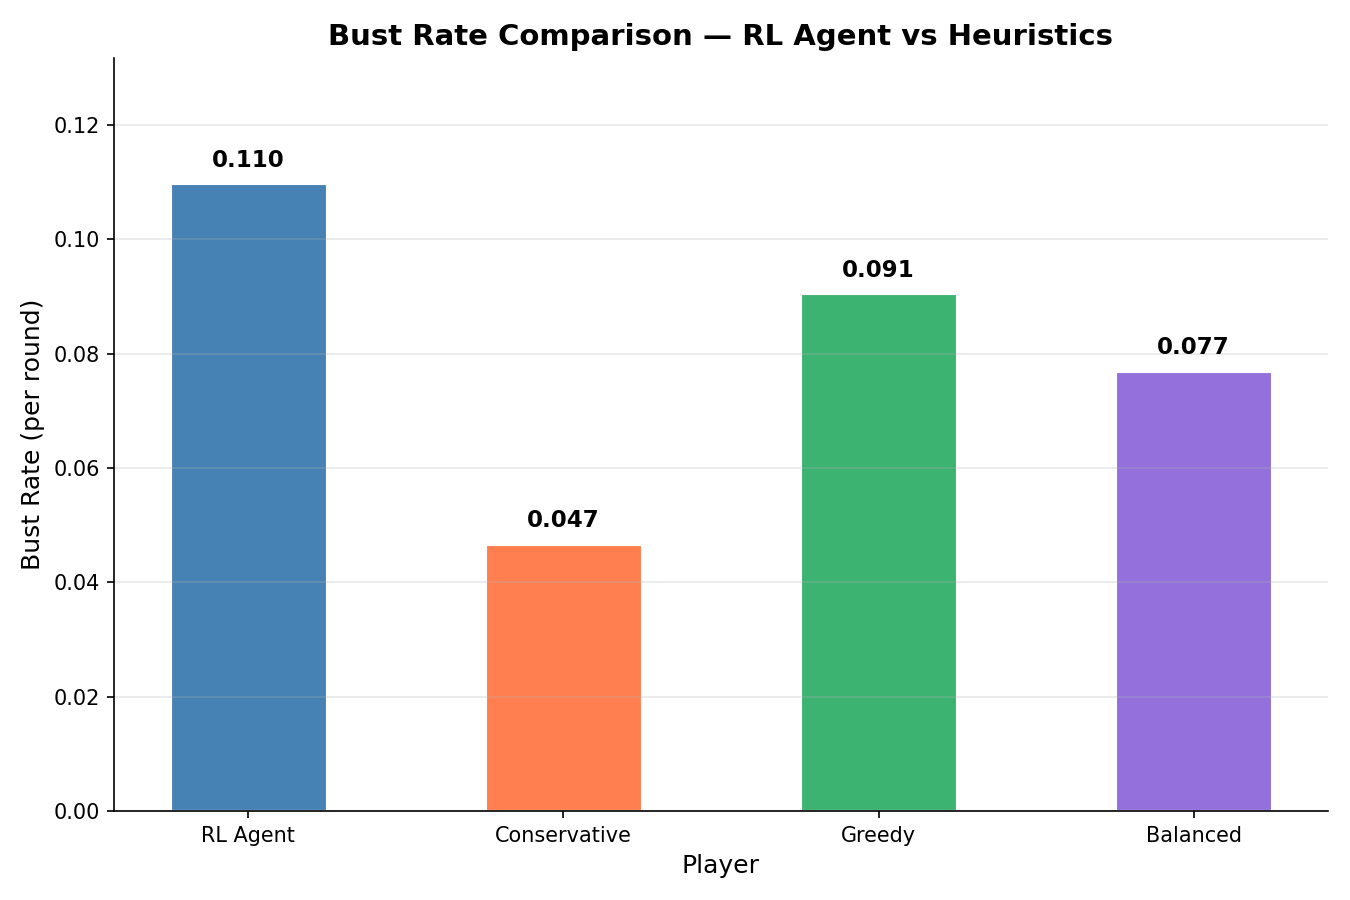 Bust Rate Comparison — RL Agent vs Heuristics
Bust Rate (per round)
0.12
0.10
0.08
0.06
0.04
0.02
0.00
0.110
0.047
0.091
0.077
RL Agent
Conservative
Greedy
Balanced
Player